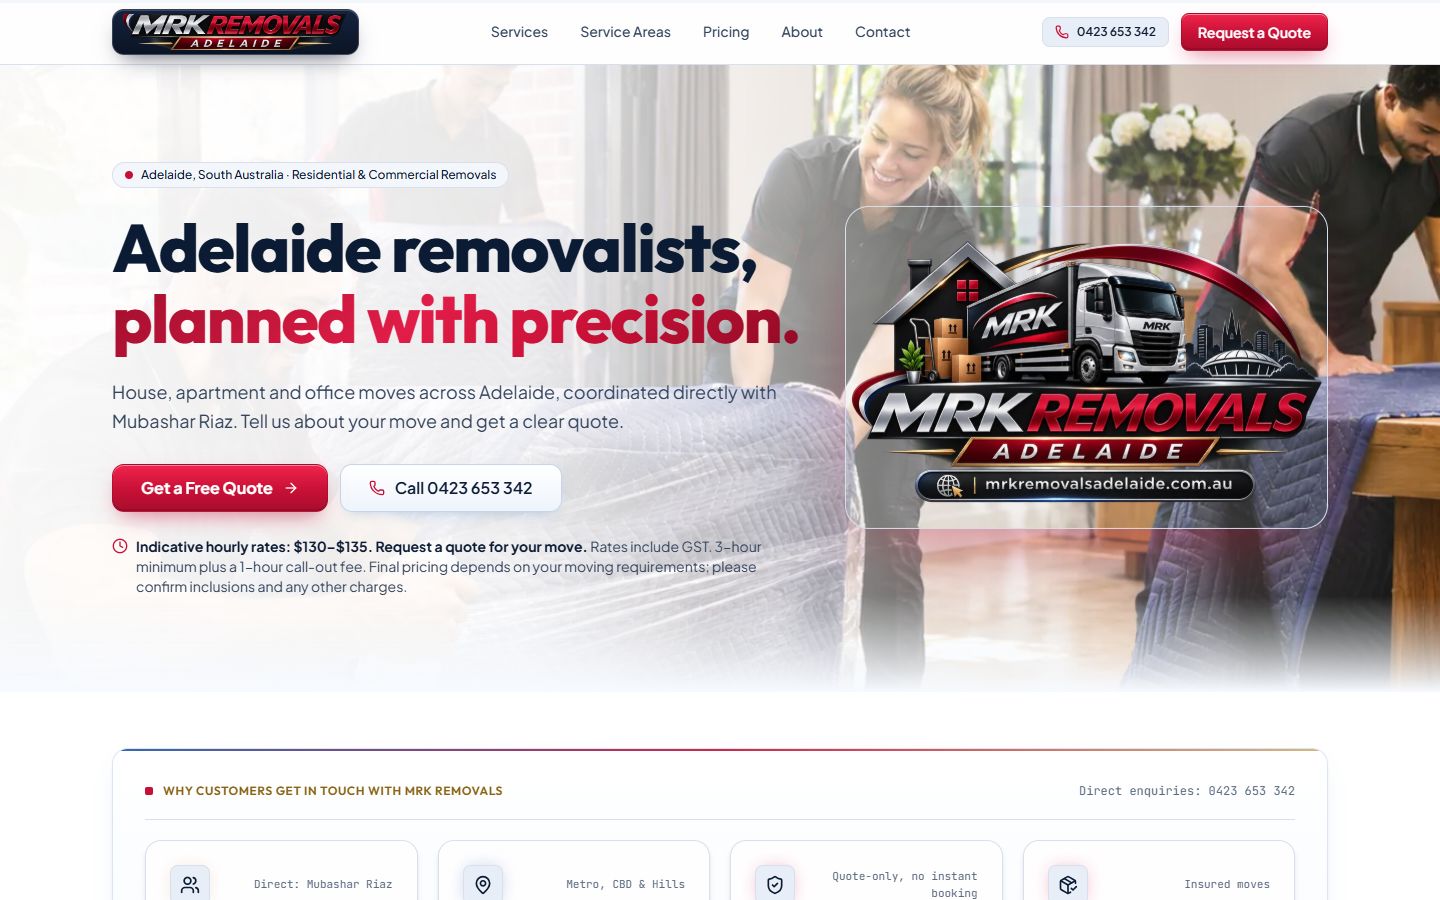 MRK REMOVALS
ADELAIDE
Services
Service Areas
Pricing
About
Contact
0423 653 342
Request a Quote
Adelaide, South Australia · Residential & Commercial Removals
Adelaide removalists,
planned with precision.
House, apartment and office moves across Adelaide, coordinated directly with
Mubashar Riaz. Tell us about your move and get a clear quote.
Get a Free Quote
Call 0423 653 342
Indicative hourly rates: $130–$135. Request a quote for your move. Rates include GST. 3-hour
minimum plus a 1-hour call-out fee. Final pricing depends on your moving requirements; please
confirm inclusions and any other charges.
MRK
MRK
MRK REMOVALS
ADELAIDE
mrkremovalsadelaide.com.au
WHY CUSTOMERS GET IN TOUCH WITH MRK REMOVALS
Direct enquiries: 0423 653 342
Direct: Mubashar Riaz
Metro, CBD & Hills
Quote-only, no instant
booking
Insured moves